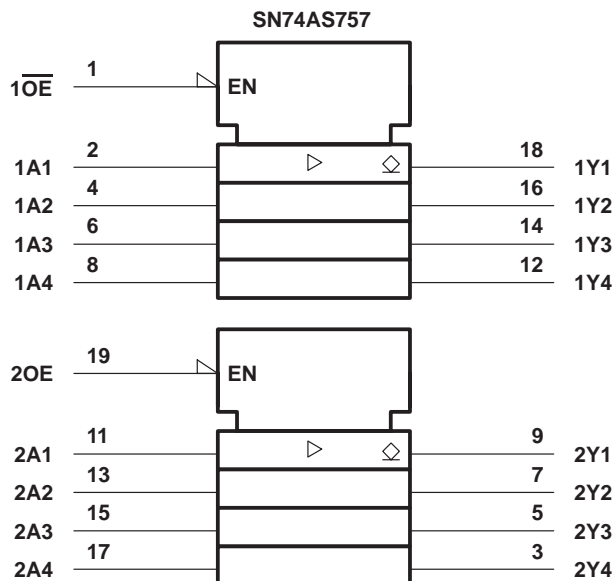 SN74AS757
1
1O̅E̅ EN
2 18
1A1 1Y1
4 16
1A2 1Y2
6 14
1A3 1Y3
8 12
1A4 1Y4
19
2OE EN
11 9
2A1 2Y1
13 7
2A2 2Y2
15 5
2A3 2Y3
17 3
2A4 2Y4